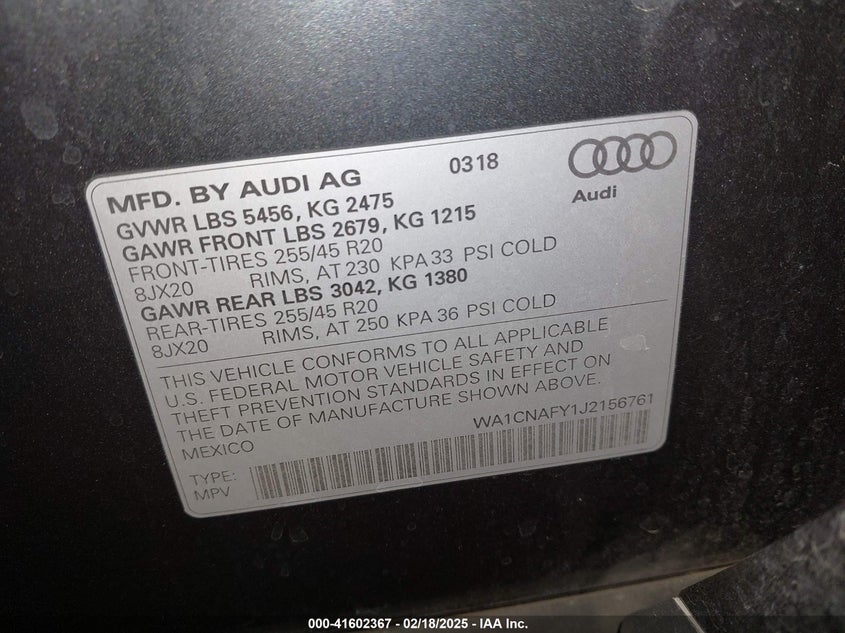 MFD. BY AUDI AG 0318
Audi
GVWR LBS 5456, KG 2475
GAWR FRONT LBS 2679, KG 1215
FRONT-TIRES 255/45 R20
8JX20 RIMS, AT 230 KPA 33 PSI COLD
GAWR REAR LBS 3042, KG 1380
REAR-TIRES 255/45 R20
8JX20 RIMS, AT 250 KPA 36 PSI COLD
THIS VEHICLE CONFORMS TO ALL APPLICABLE
U.S. FEDERAL MOTOR VEHICLE SAFETY AND
THEFT PREVENTION STANDARDS IN EFFECT ON
THE DATE OF MANUFACTURE SHOWN ABOVE.
MEXICO WA1CNAFY1J2156761
TYPE:
MPV
000-41602367 - 02/18/2025 - IAA Inc.